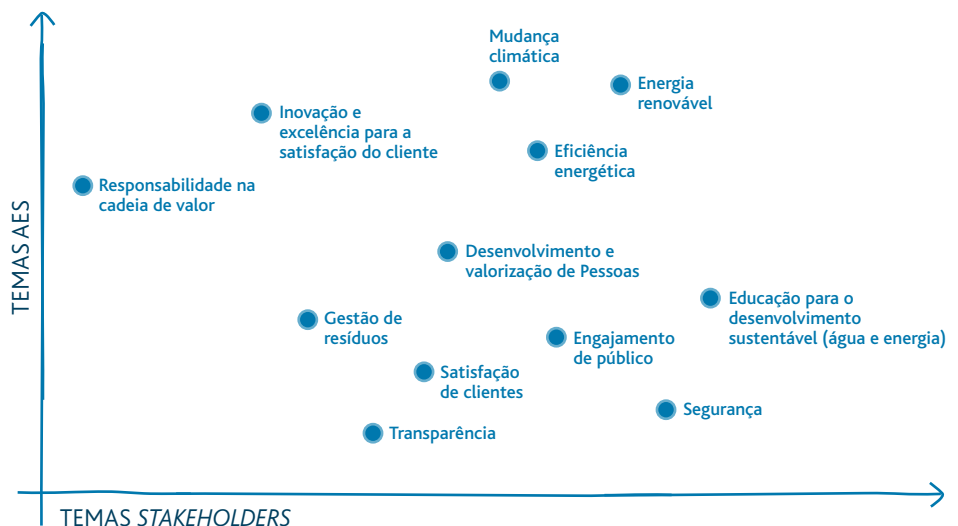 Mudança
climática
Energia
renovável
Inovação e
excelência para a
satisfação do cliente
Eficiência
energética
Responsabilidade na
cadeia de valor
TEMAS AES
Desenvolvimento e
valorização de Pessoas
Educação para o
desenvolvimento
sustentável (água e energia)
Gestão de
resíduos
Engajamento
de público
Satisfação
de clientes
Segurança
Transparência
TEMAS STAKEHOLDERS